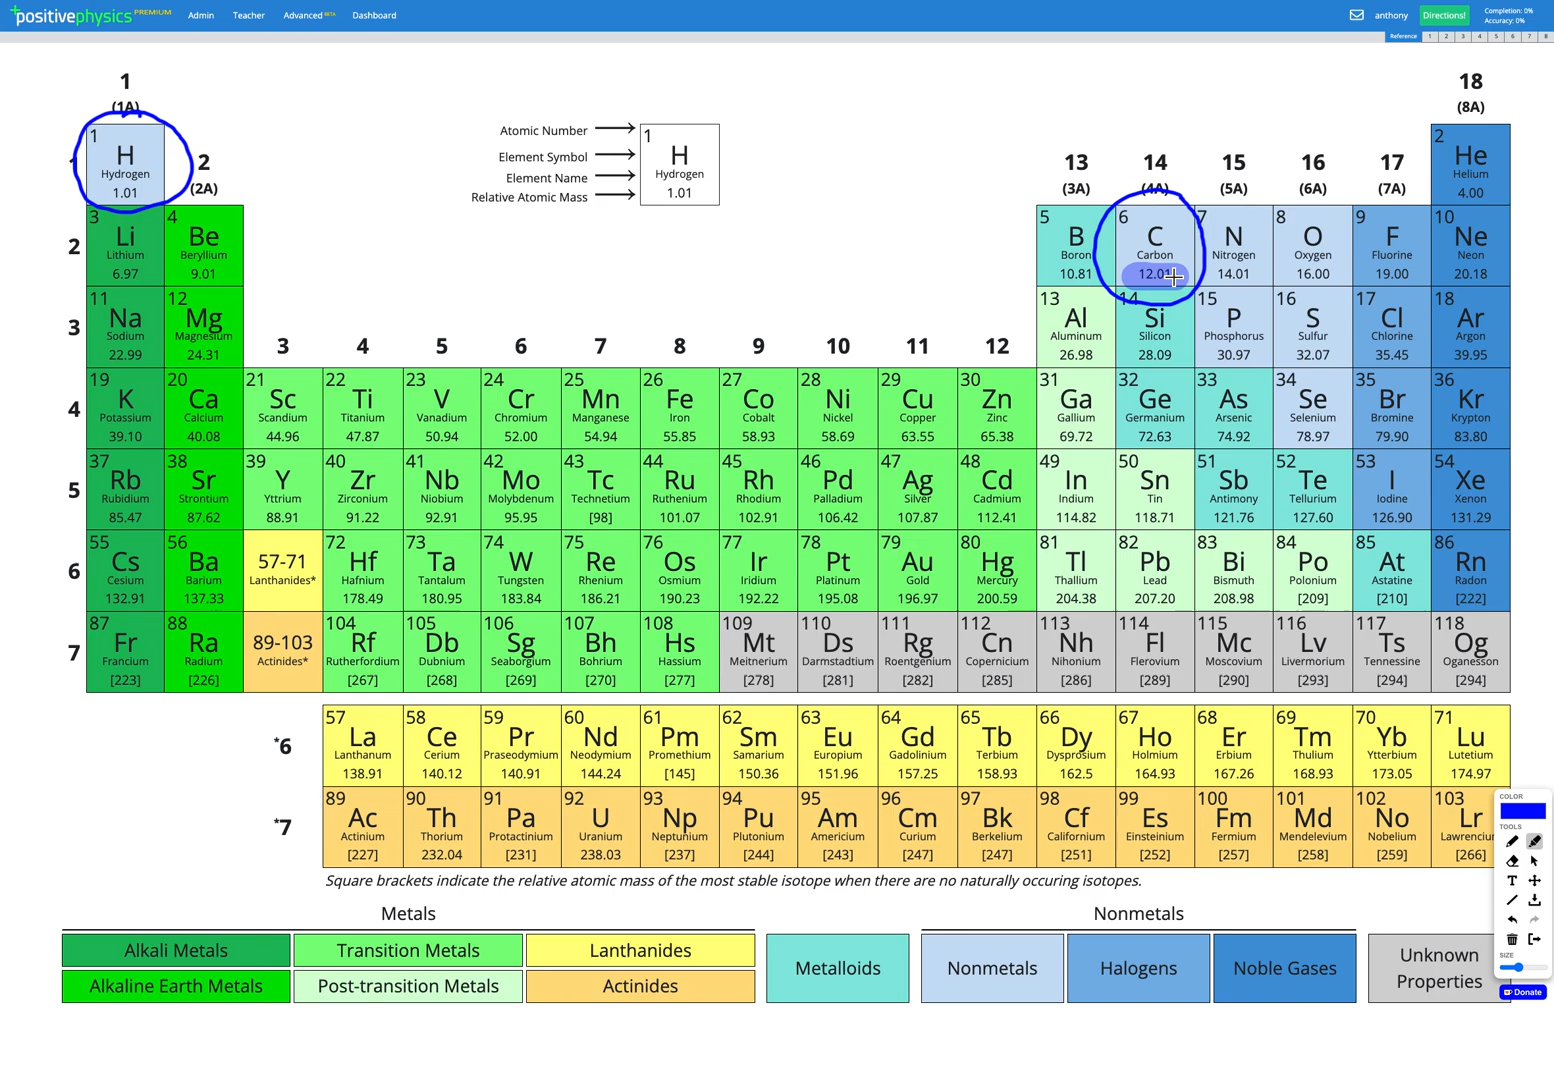 +positivephysics PREMIUM Admin Teacher Advanced BETA Dashboard anthony Directions! Completion: 0%
Accuracy: 0%
Reference 1 2 3 4 5 6 7 8
1 18
(1A) (8A)
1 H Hydrogen 1.01
Atomic Number
Element Symbol
Element Name
Relative Atomic Mass
1 H Hydrogen 1.01
2 He Helium 4.00
1 2 13 14 15 16 17
(2A) (3A) (4A) (5A) (6A) (7A)
2
3 Li Lithium 6.97
4 Be Beryllium 9.01
5 B Boron 10.81
6 C Carbon 12.01
7 N Nitrogen 14.01
8 O Oxygen 16.00
9 F Fluorine 19.00
10 Ne Neon 20.18
3
11 Na Sodium 22.99
12 Mg Magnesium 24.31
3 4 5 6 7 8 9 10 11 12
13 Al Aluminum 26.98
14 Si Silicon 28.09
15 P Phosphorus 30.97
16 S Sulfur 32.07
17 Cl Chlorine 35.45
18 Ar Argon 39.95
4
19 K Potassium 39.10
20 Ca Calcium 40.08
21 Sc Scandium 44.96
22 Ti Titanium 47.87
23 V Vanadium 50.94
24 Cr Chromium 52.00
25 Mn Manganese 54.94
26 Fe Iron 55.85
27 Co Cobalt 58.93
28 Ni Nickel 58.69
29 Cu Copper 63.55
30 Zn Zinc 65.38
31 Ga Gallium 69.72
32 Ge Germanium 72.63
33 As Arsenic 74.92
34 Se Selenium 78.97
35 Br Bromine 79.90
36 Kr Krypton 83.80
5
37 Rb Rubidium 85.47
38 Sr Strontium 87.62
39 Y Yttrium 88.91
40 Zr Zirconium 91.22
41 Nb Niobium 92.91
42 Mo Molybdenum 95.95
43 Tc Technetium [98]
44 Ru Ruthenium 101.07
45 Rh Rhodium 102.91
46 Pd Palladium 106.42
47 Ag Silver 107.87
48 Cd Cadmium 112.41
49 In Indium 114.82
50 Sn Tin 118.71
51 Sb Antimony 121.76
52 Te Tellurium 127.60
53 I Iodine 126.90
54 Xe Xenon 131.29
6
55 Cs Cesium 132.91
56 Ba Barium 137.33
57-71 Lanthanides*
72 Hf Hafnium 178.49
73 Ta Tantalum 180.95
74 W Tungsten 183.84
75 Re Rhenium 186.21
76 Os Osmium 190.23
77 Ir Iridium 192.22
78 Pt Platinum 195.08
79 Au Gold 196.97
80 Hg Mercury 200.59
81 Tl Thallium 204.38
82 Pb Lead 207.20
83 Bi Bismuth 208.98
84 Po Polonium [209]
85 At Astatine [210]
86 Rn Radon [222]
7
87 Fr Francium [223]
88 Ra Radium [226]
89-103 Actinides*
104 Rf Rutherfordium [267]
105 Db Dubnium [268]
106 Sg Seaborgium [269]
107 Bh Bohrium [270]
108 Hs Hassium [277]
109 Mt Meitnerium [278]
110 Ds Darmstadtium [281]
111 Rg Roentgenium [282]
112 Cn Copernicium [285]
113 Nh Nihonium [286]
114 Fl Flerovium [289]
115 Mc Moscovium [290]
116 Lv Livermorium [293]
117 Ts Tennessine [294]
118 Og Oganesson [294]
*6
57 La Lanthanum 138.91
58 Ce Cerium 140.12
59 Pr Praseodymium 140.91
60 Nd Neodymium 144.24
61 Pm Promethium [145]
62 Sm Samarium 150.36
63 Eu Europium 151.96
64 Gd Gadolinium 157.25
65 Tb Terbium 158.93
66 Dy Dysprosium 162.5
67 Ho Holmium 164.93
68 Er Erbium 167.26
69 Tm Thulium 168.93
70 Yb Ytterbium 173.05
71 Lu Lutetium 174.97
*7
89 Ac Actinium [227]
90 Th Thorium 232.04
91 Pa Protactinium [231]
92 U Uranium 238.03
93 Np Neptunium [237]
94 Pu Plutonium [244]
95 Am Americium [243]
96 Cm Curium [247]
97 Bk Berkelium [247]
98 Cf Californium [251]
99 Es Einsteinium [252]
100 Fm Fermium [257]
101 Md Mendelevium [258]
102 No Nobelium [259]
103 Lr Lawrenciu [266]
Square brackets indicate the relative atomic mass of the most stable isotope when there are no naturally occuring isotopes.
Metals Nonmetals
Alkali Metals Transition Metals Lanthanides
Alkaline Earth Metals Post-transition Metals Actinides
Metalloids Nonmetals Halogens Noble Gases
Unknown
Properties
COLOR
TOOLS
T
SIZE
Donate